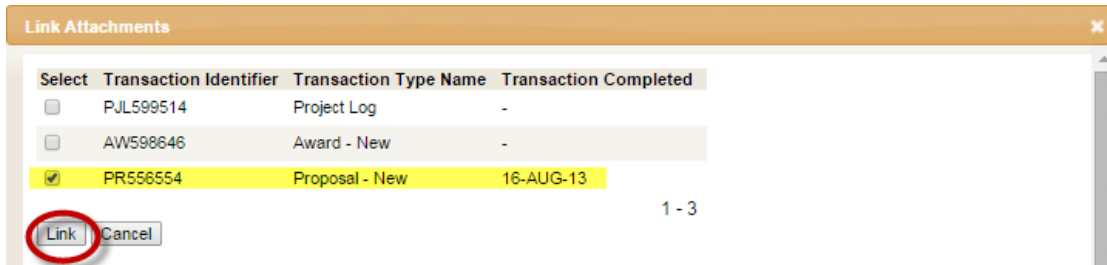 Link Attachments
Select Transaction Identifier Transaction Type Name Transaction Completed
PJL599514 Project Log -
AW598646 Award - New -
PR556554 Proposal - New 16-AUG-13
1 - 3
Link Cancel